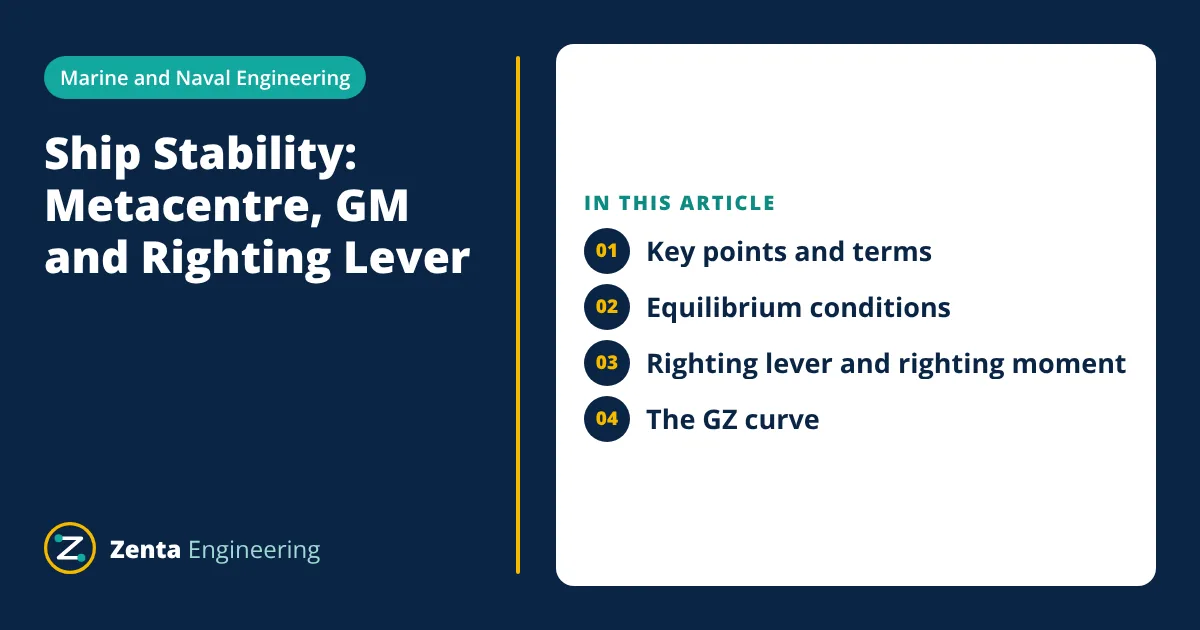 Marine and Naval Engineering
Ship Stability:
Metacentre, GM
and Righting Lever
Zenta Engineering
IN THIS ARTICLE
01 Key points and terms
02 Equilibrium conditions
03 Righting lever and righting moment
04 The GZ curve